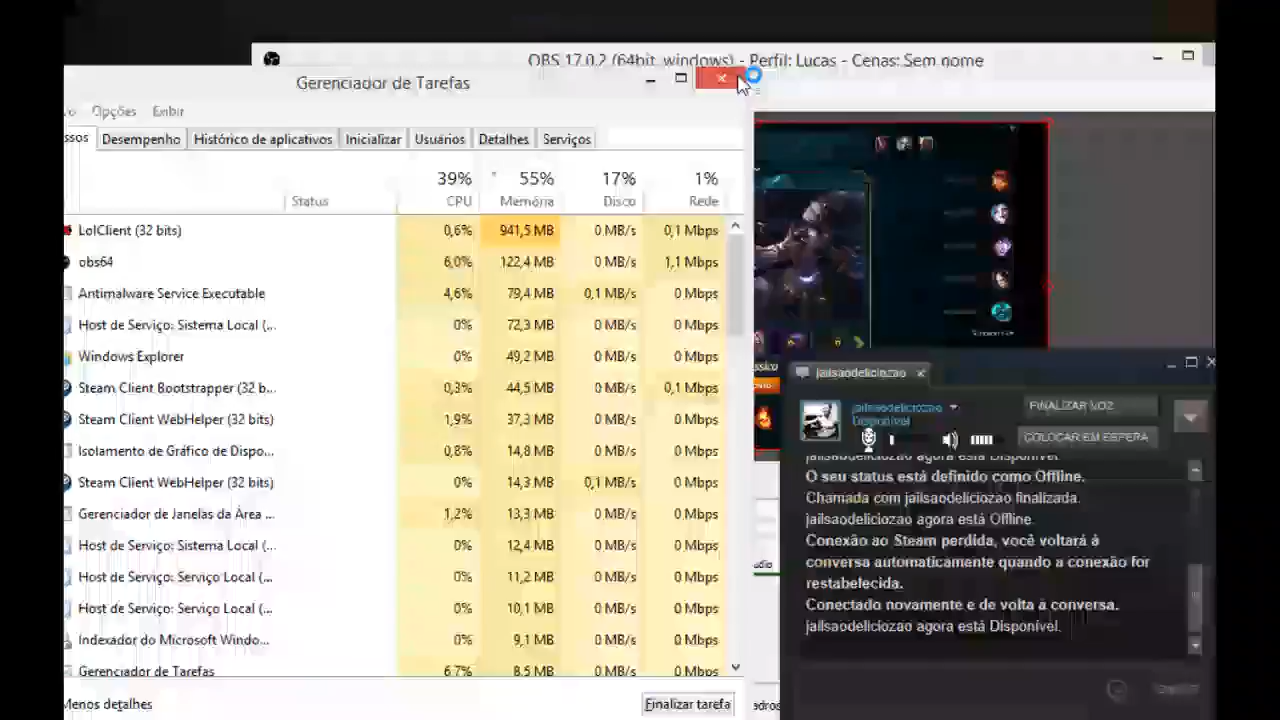 OBS 17.0.2 (64bit, windows) - Perfil: Lucas - Cenas: Sem nome
Gerenciador de Tarefas
vo Opções Exibir
ssos Desempenho Histórico de aplicativos Inicializar Usuários Detalhes Serviços
39% 55% 17% 1%
Status CPU Memória Disco Rede
LolClient (32 bits) 0,6% 941,5 MB 0 MB/s 0,1 Mbps
obs64 6,0% 122,4 MB 0 MB/s 1,1 Mbps
Antimalware Service Executable 4,6% 79,4 MB 0,1 MB/s 0 Mbps
Host de Serviço: Sistema Local (... 0% 72,3 MB 0 MB/s 0 Mbps
Windows Explorer 0% 49,2 MB 0 MB/s 0 Mbps
Steam Client Bootstrapper (32 b... 0,3% 44,5 MB 0 MB/s 0,1 Mbps
Steam Client WebHelper (32 bits) 1,9% 37,3 MB 0 MB/s 0 Mbps
Isolamento de Gráfico de Dispo... 0,8% 14,8 MB 0 MB/s 0 Mbps
Steam Client WebHelper (32 bits) 0% 14,3 MB 0,1 MB/s 0 Mbps
Gerenciador de Janelas da Área ... 1,2% 13,3 MB 0 MB/s 0 Mbps
Host de Serviço: Sistema Local (... 0% 12,4 MB 0 MB/s 0 Mbps
Host de Serviço: Serviço Local (... 0% 11,2 MB 0 MB/s 0 Mbps
Host de Serviço: Serviço Local (... 0% 10,1 MB 0 MB/s 0 Mbps
Indexador do Microsoft Windo... 0% 9,1 MB 0 MB/s 0 Mbps
Gerenciador de Tarefas 6,7% 8,5 MB 0 MB/s 0 Mbps
Menos detalhes Finalizar tarefa
jailsaodeliciozao
jailsaodeliciozao
Disponível
FINALIZAR VOZ
COLOCAR EM ESPERA
jailsaodeliciozao agora está Disponível.
O seu status está definido como Offline.
Chamada com jailsaodeliciozao finalizada.
jailsaodeliciozao agora está Offline.
Conexão ao Steam perdida, você voltará à
conversa automaticamente quando a conexão for
restabelecida.
Conectado novamente e de volta à conversa.
jailsaodeliciozao agora está Disponível.